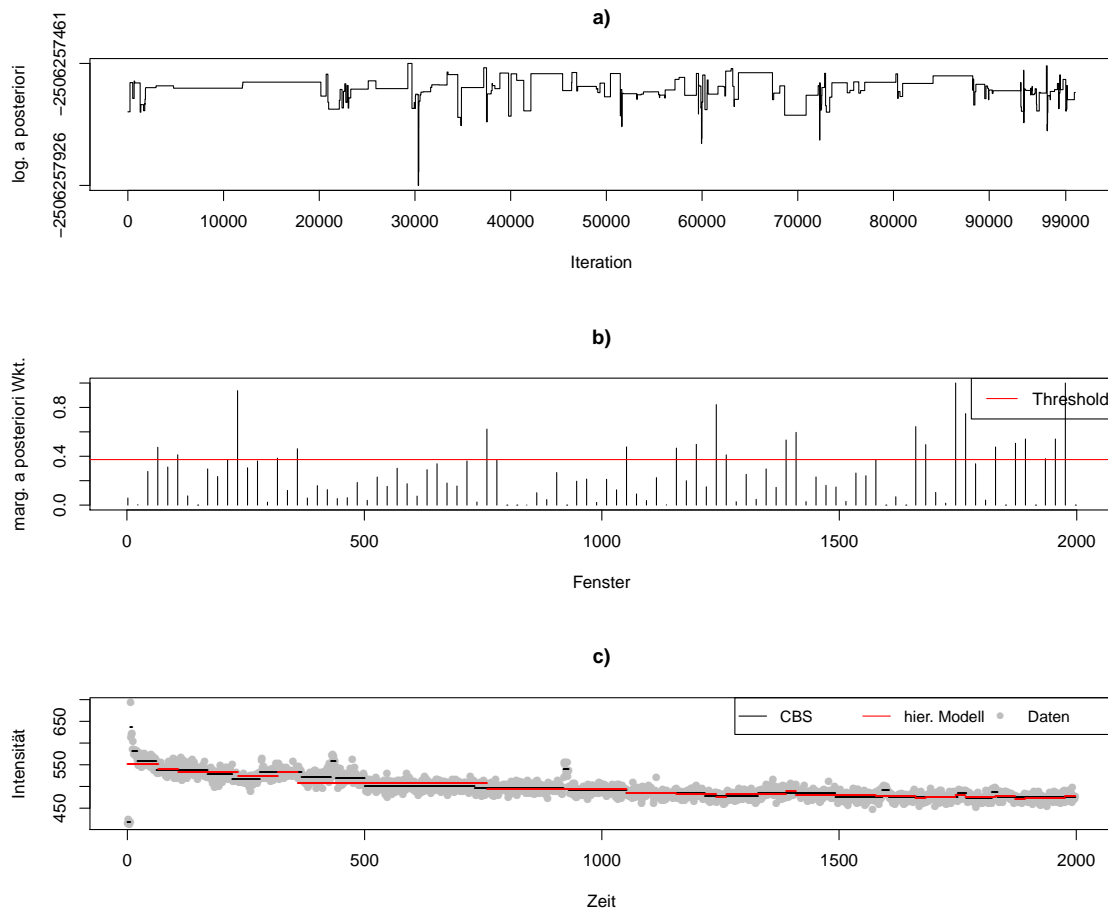 a)
log. a posteriori
−2506257926 −2506257461
0 10000 20000 30000 40000 50000 60000 70000 80000 90000 99000
Iteration
b)
marg. a posteriori Wkt.
0.0 0.4 0.8
Threshold
0 500 1000 1500 2000
Fenster
c)
Intensität
450 550 650
CBS hier. Modell Daten
0 500 1000 1500 2000
Zeit